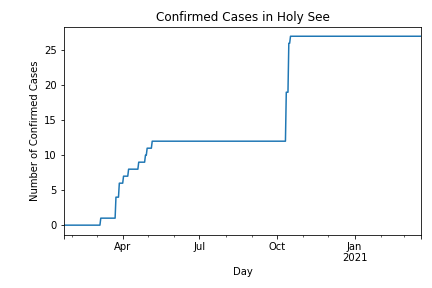 Confirmed Cases in Holy See
Number of Confirmed Cases
25
20
15
10
5
0
Apr Jul Oct Jan
2021
Day